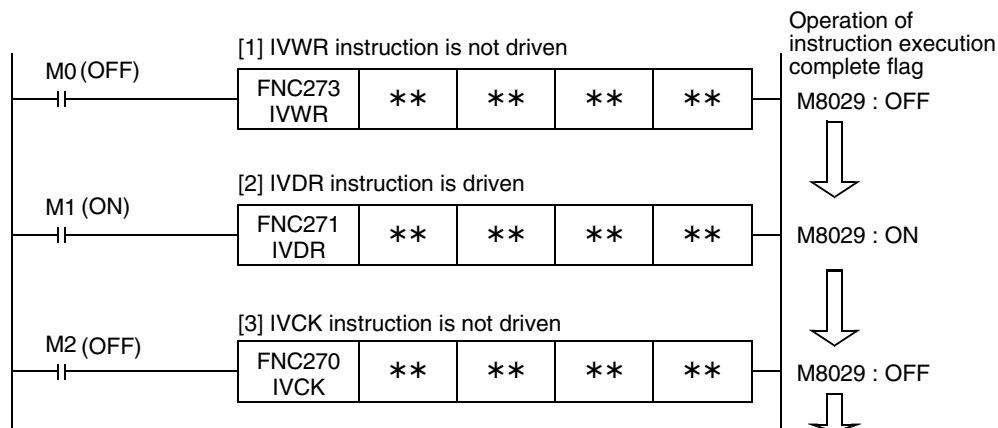 Operation of
instruction execution
complete flag
[1] IVWR instruction is not driven
M0 (OFF)
FNC273
IVWR
** ** ** **
M8029 : OFF
[2] IVDR instruction is driven
M1 (ON)
FNC271
IVDR
** ** ** **
M8029 : ON
[3] IVCK instruction is not driven
M2 (OFF)
FNC270
IVCK
** ** ** **
M8029 : OFF